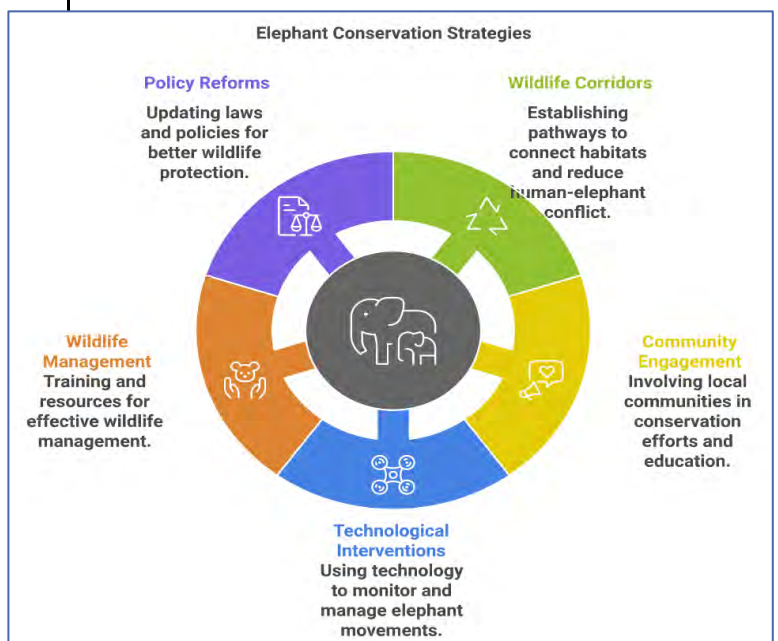 Elephant Conservation Strategies
Policy Reforms
Updating laws
and policies for
better wildlife
protection.
Wildlife Corridors
Establishing
pathways to
connect habitats
and reduce
human-elephant
conflict.
Wildlife
Management
Training and
resources for
effective wildlife
management.
Community
Engagement
Involving local
communities in
conservation
efforts and
education.
Technological
Interventions
Using technology
to monitor and
manage elephant
movements.